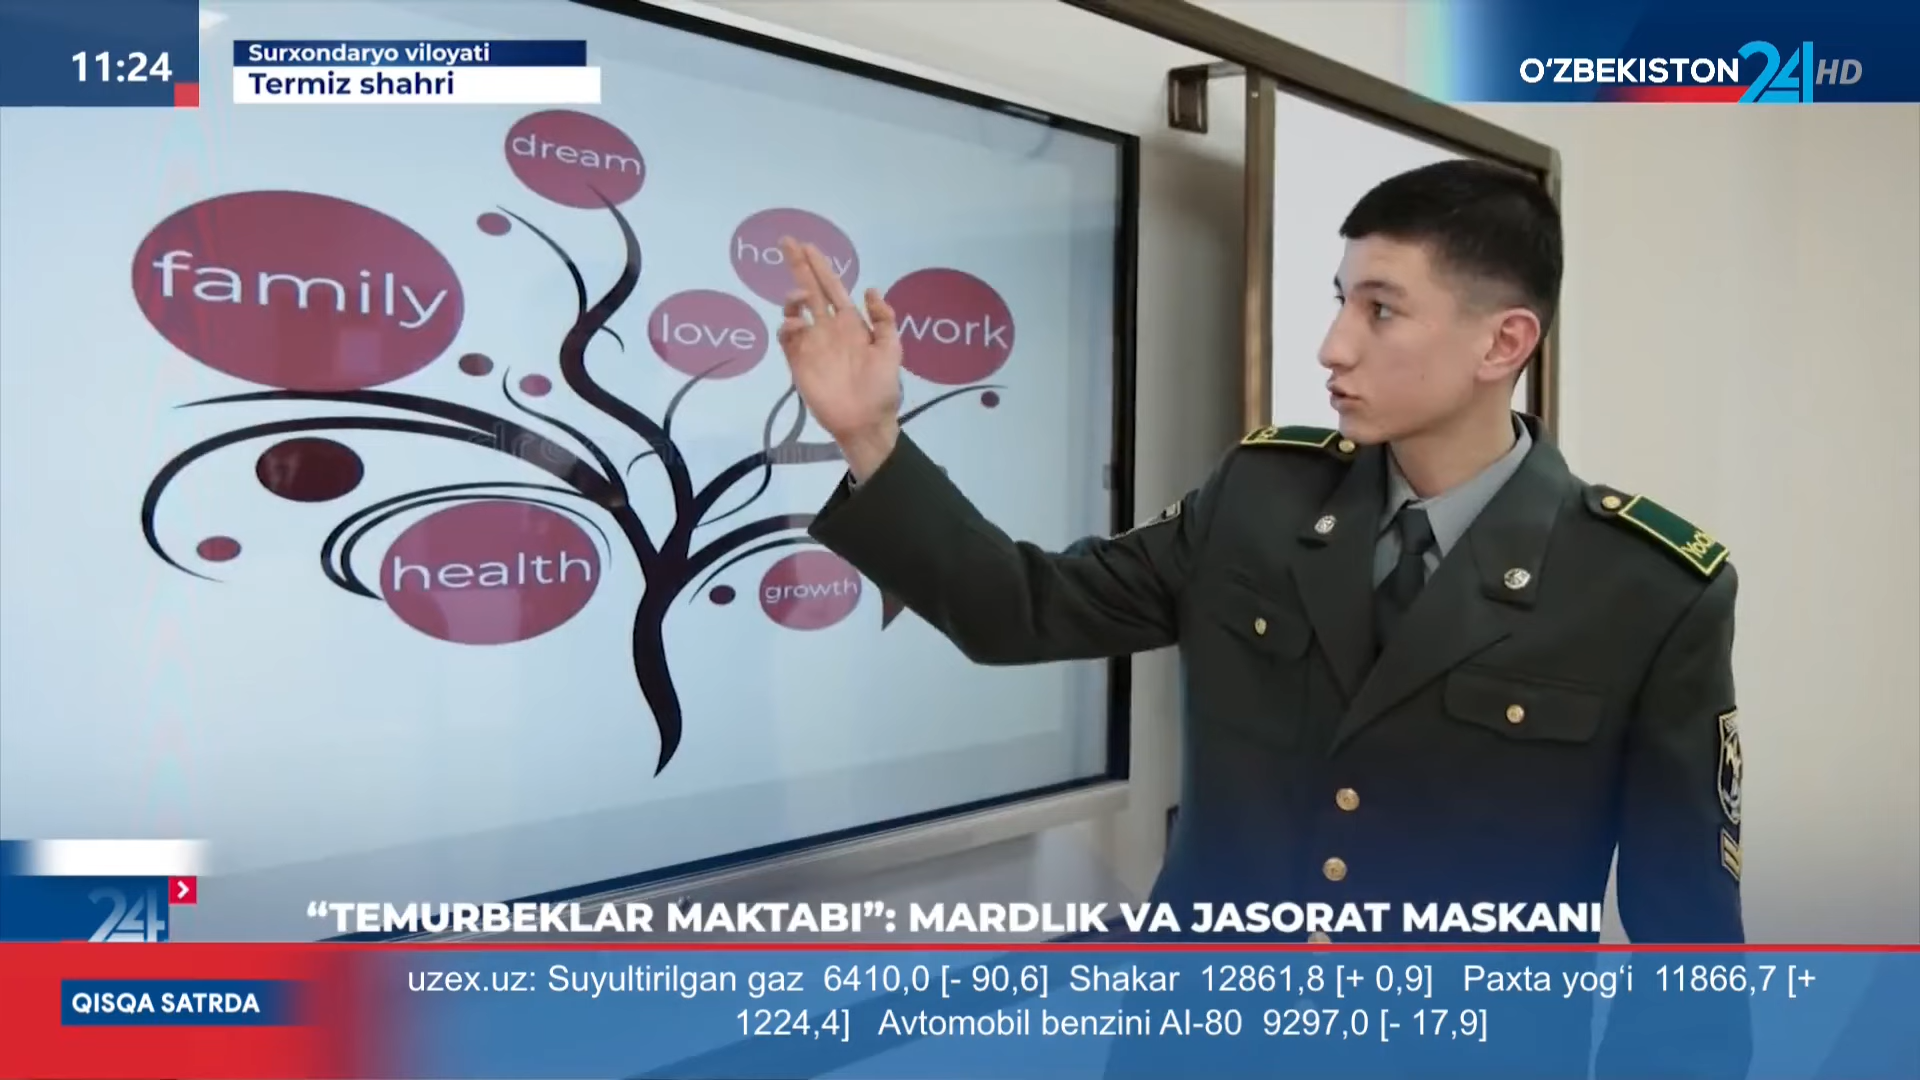 11:24
Surxondaryo viloyati
Termiz shahri
O‘ZBEKISTON 24 HD
dream
family
love
work
health
growth
24
“TEMURBEKLAR MAKTABI”: MARDLIK VA JASORAT MASKANI
QISQA SATRDA
uzex.uz: Suyultirilgan gaz 6410,0 [- 90,6] Shakar 12861,8 [+ 0,9] Paxta yog‘i 11866,7 [+
1224,4] Avtomobil benzini AI-80 9297,0 [- 17,9]